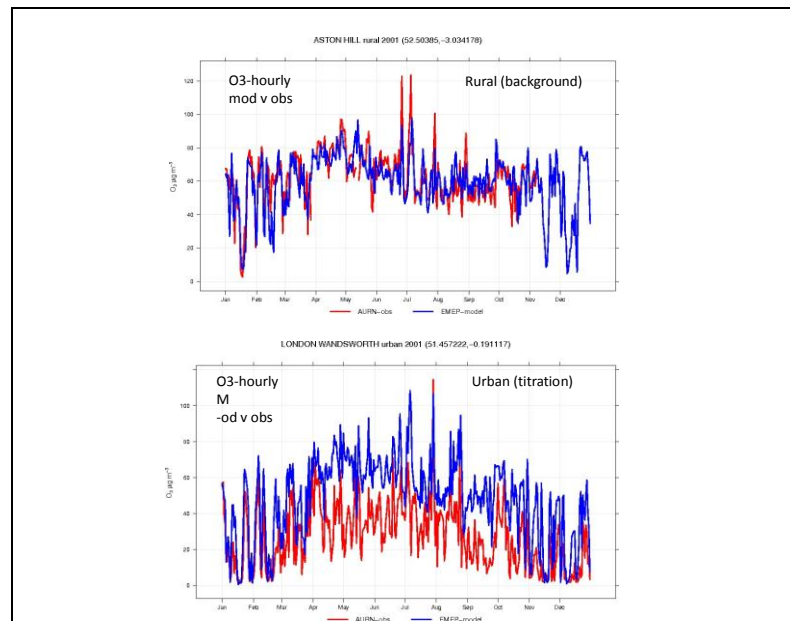 ASTON HILL rural 2001 (52.50385,-3.034178)
O3-hourly
mod v obs
Rural (background)
O₃ µg m⁻³
120
100
80
60
40
20
0
Jan Feb Mar Apr May Jun Jul Aug Sep Oct Nov Dec
AURN-obs EMEP-model
LONDON WANDSWORTH urban 2001 (51.457222,-0.191117)
O3-hourly
M
-od v obs
Urban (titration)
O₃ µg m⁻³
100
80
60
40
20
0
Jan Feb Mar Apr May Jun Jul Aug Sep Oct Nov Dec
AURN-obs EMEP-model